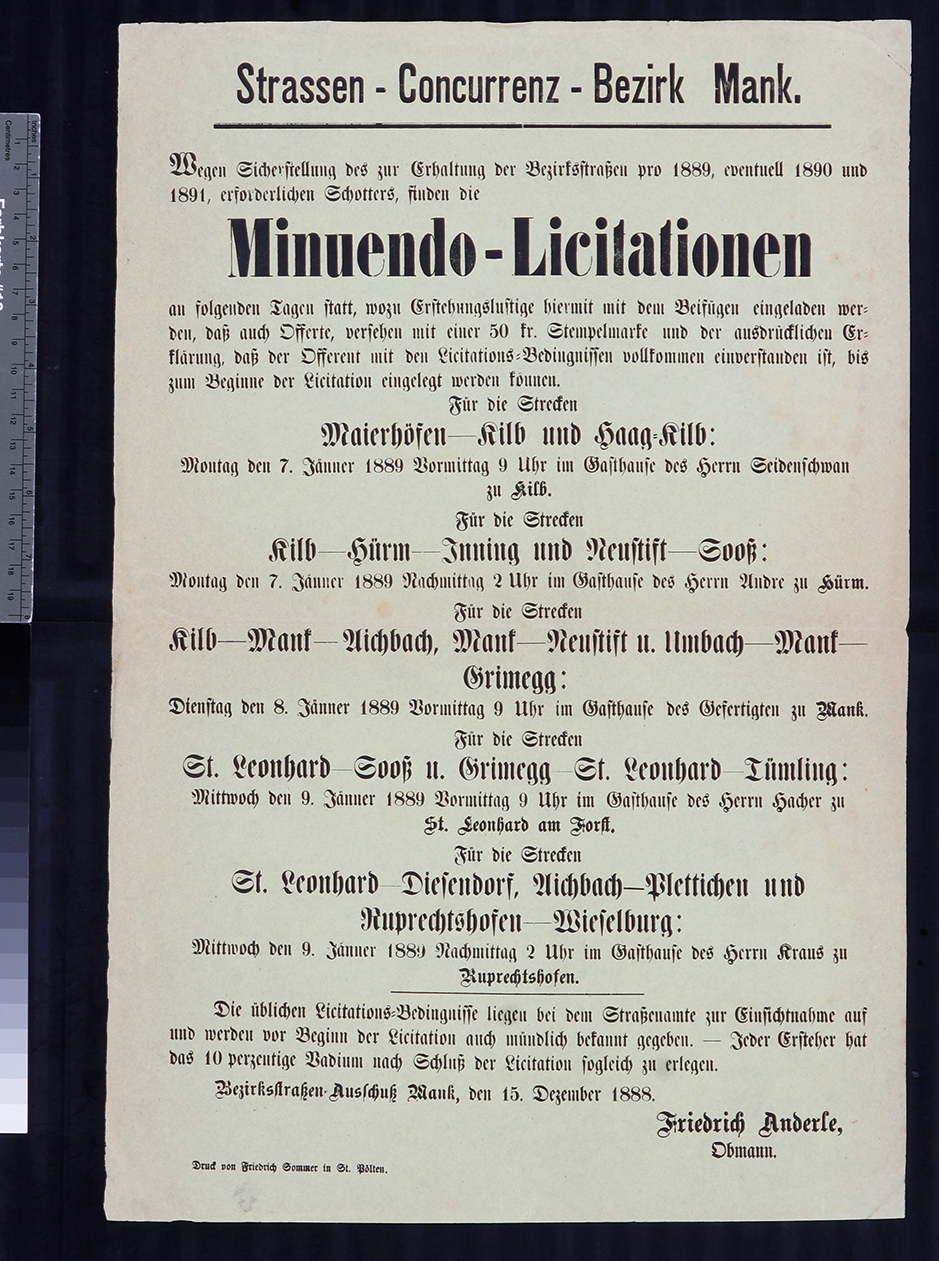 Strassen - Concurrenz - Bezirk Mank.
Wegen Sicherstellung des zur Erhaltung der Bezirksstraßen pro 1889, eventuell 1890 und
1891, erforderlichen Schotters, finden die
Minuendo-Licitationen
an folgenden Tagen statt, wozu Erstehungslustige hiermit mit dem Beifügen eingeladen wer-
den, daß auch Offerte, versehen mit einer 50 kr. Stempelmarke und der ausdrücklichen Er-
klärung, daß der Offerent mit den Licitations-Bedingnissen vollkommen einverstanden ist, bis
zum Beginne der Licitation eingelegt werden können.
Für die Strecken
Maierhöfen—Kilb und Haag-Kilb:
Montag den 7. Jänner 1889 Vormittag 9 Uhr im Gasthause des Herrn Seidenschwan
zu Kilb.
Für die Strecken
Kilb—Hürm—Inning und Neustift—Sooß:
Montag den 7. Jänner 1889 Nachmittag 2 Uhr im Gasthause des Herrn Andre zu Hürm.
Für die Strecken
Kilb—Mank—Aichbach, Mank—Neustift u. Umbach—Mank—
Grimegg:
Dienstag den 8. Jänner 1889 Vormittag 9 Uhr im Gasthause des Gefertigten zu Mank.
Für die Strecken
St. Leonhard—Sooß u. Grimegg—St. Leonhard—Tümling:
Mittwoch den 9. Jänner 1889 Vormittag 9 Uhr im Gasthause des Herrn Hacher zu
St. Leonhard am Forst.
Für die Strecken
St. Leonhard—Diesendorf, Aichbach—Plettichen und
Ruprechtshofen—Wieselburg:
Mittwoch den 9. Jänner 1889 Nachmittag 2 Uhr im Gasthause des Herrn Kraus zu
Ruprechtshofen.
Die üblichen Licitations-Bedingnisse liegen bei dem Straßenamte zur Einsichtnahme auf
und werden vor Beginn der Licitation auch mündlich bekannt gegeben. — Jeder Ersteher hat
das 10 perzentige Vadium nach Schluß der Licitation sogleich zu erlegen.
Bezirksstraßen-Ausschuß Mank, den 15. Dezember 1888.
Friedrich Anderle,
Obmann.
Druck von Friedrich Sommer in St. Pölten.
Inches
Centimetres